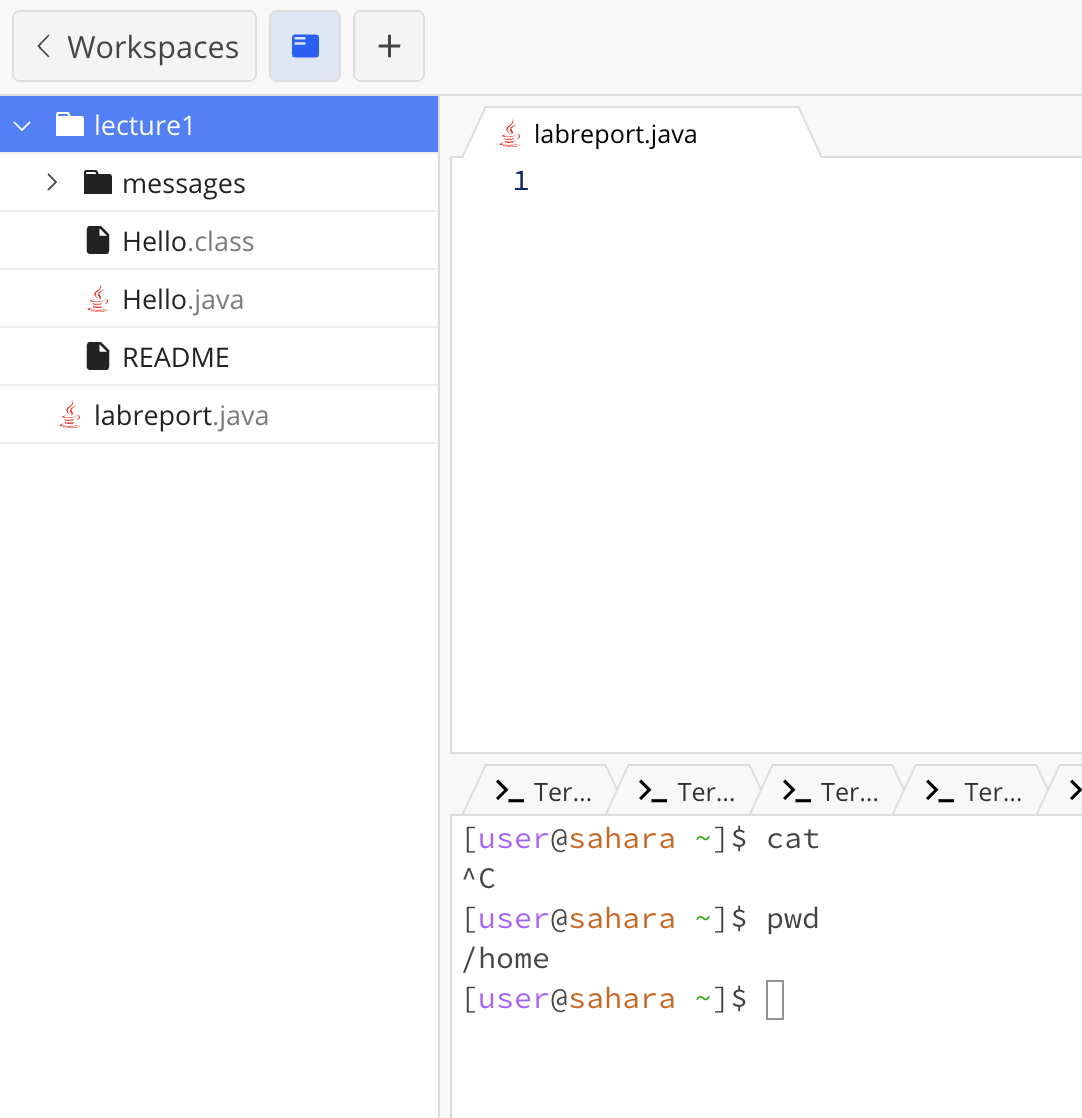 Workspaces
lecture1
messages
Hello.class
Hello.java
README
labreport.java
labreport.java
1
Ter...
Ter...
Ter...
Ter...
[user@sahara ~]$ cat
^C
[user@sahara ~]$ pwd
/home
[user@sahara ~]$